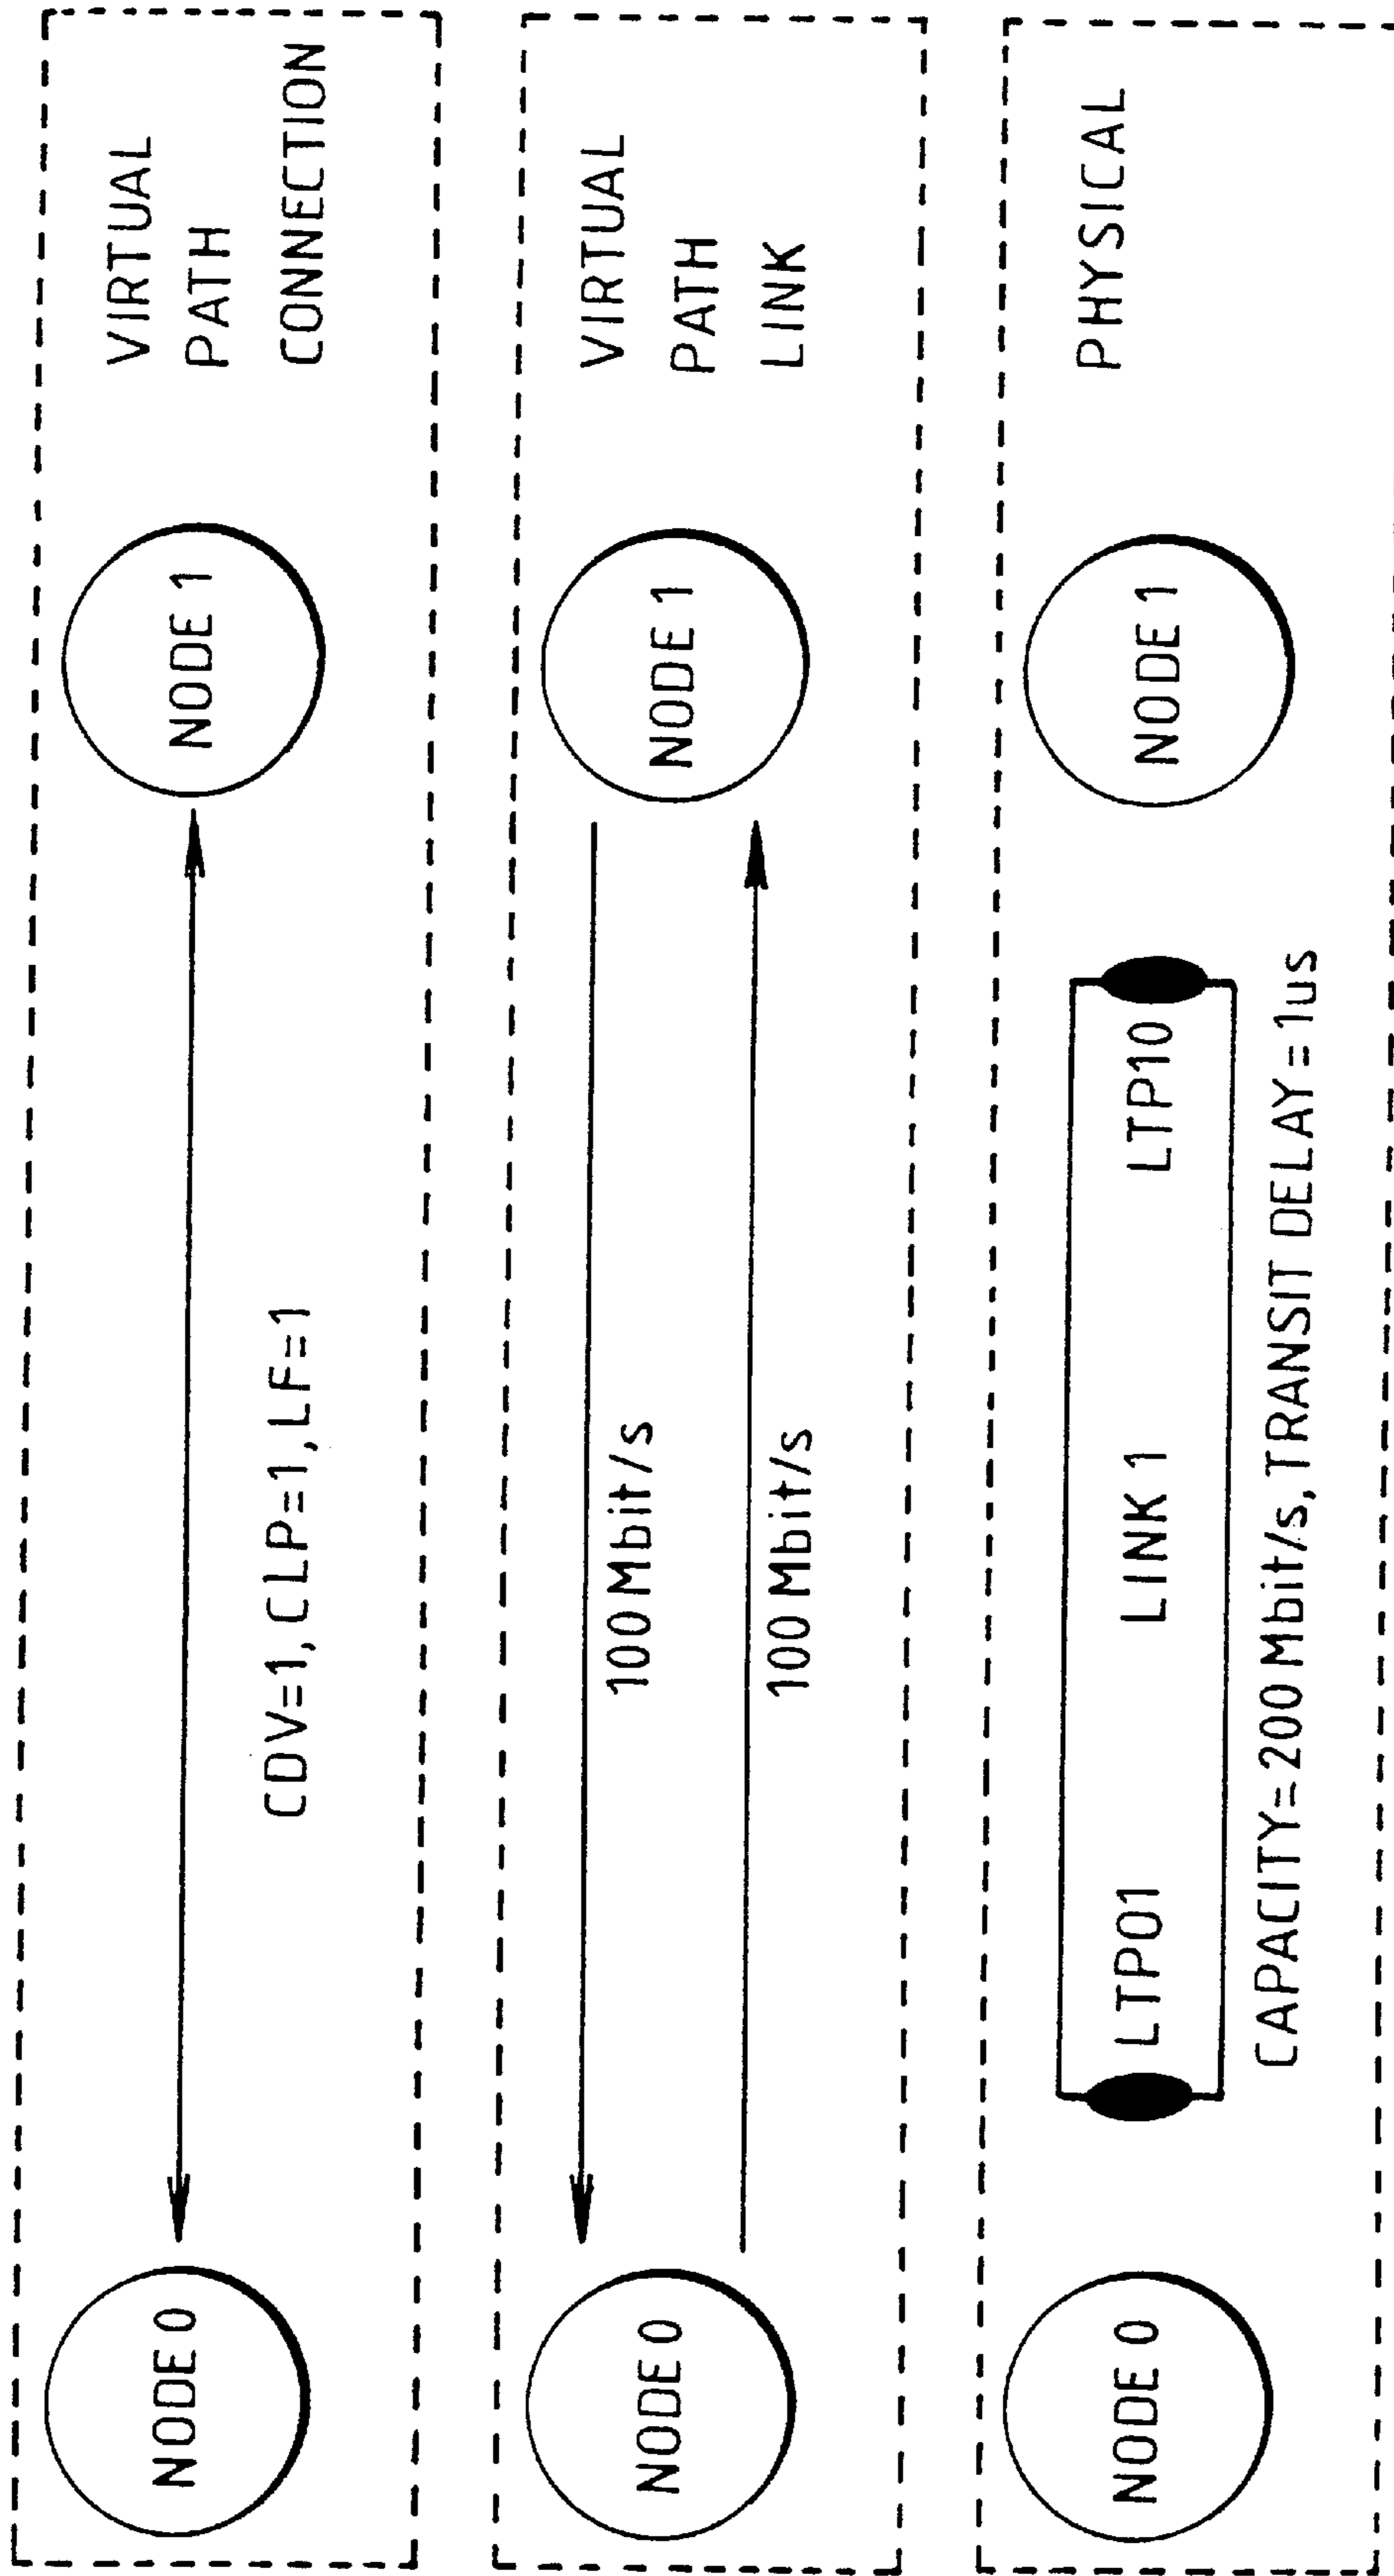 NODE 0
CDV=1, CLP=1, LF=1
NODE 1
VIRTUAL
PATH
CONNECTION
NODE 0
100 Mbit/s
100 Mbit/s
NODE 1
VIRTUAL
PATH
LINK
NODE 0
LTP01
LINK 1
LTP10
CAPACITY=200 Mbit/s, TRANSIT DELAY=1us
NODE 1
PHYSICAL